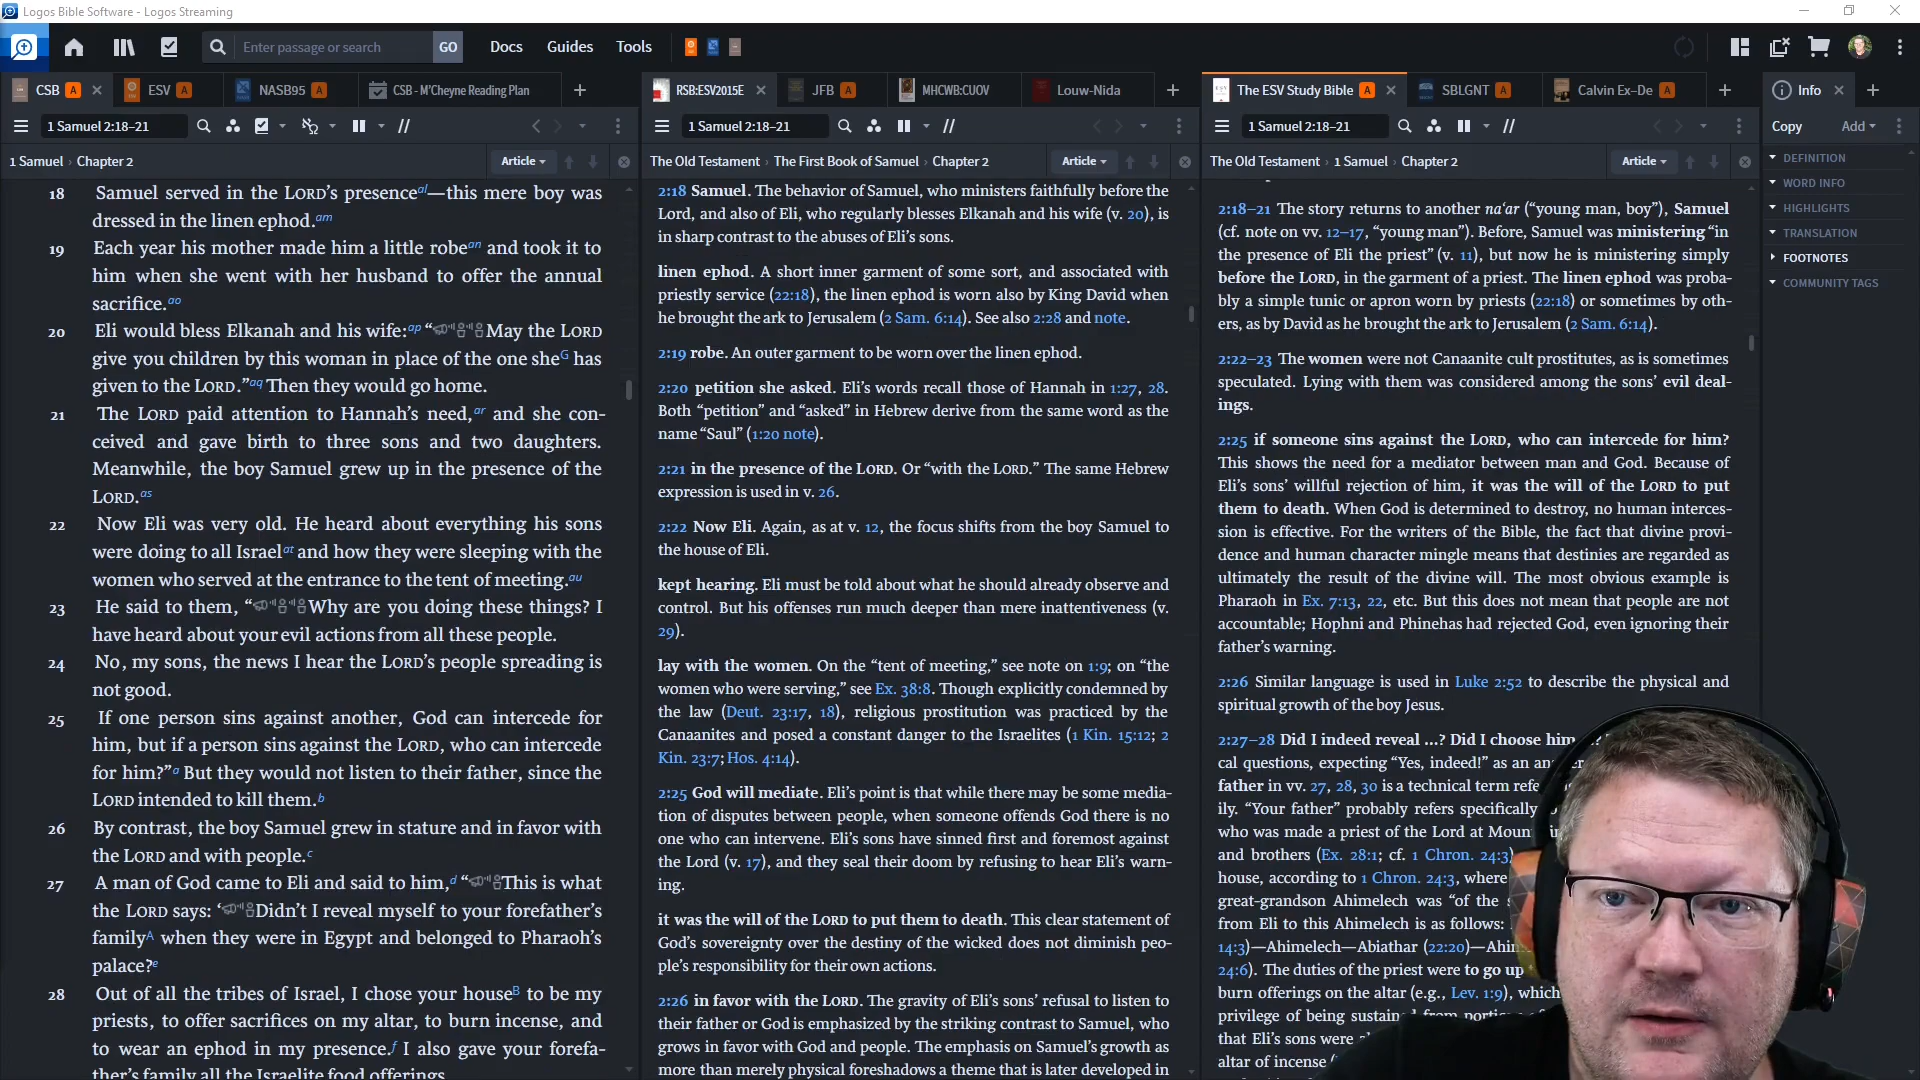 Logos Bible Software - Logos Streaming
Enter passage or search
GO
Docs
Guides
Tools
CSB A
ESV A
NASB95 A
CSB - M'Cheyne Reading Plan
RSB:ESV2015E
JFB A
MHCWB:CUOV
Louw-Nida
The ESV Study Bible A
SBLGNT A
Calvin Ex–De A
Info
1 Samuel 2:18–21
1 Samuel 2:18–21
1 Samuel 2:18–21
Copy
Add
1 Samuel › Chapter 2
Article
The Old Testament › The First Book of Samuel › Chapter 2
Article
The Old Testament › 1 Samuel › Chapter 2
Article
DEFINITION
WORD INFO
HIGHLIGHTS
TRANSLATION
FOOTNOTES
COMMUNITY TAGS
18 Samuel served in the LORD's presenceal—this mere boy was
dressed in the linen ephod.am
19 Each year his mother made him a little robean and took it to
him when she went with her husband to offer the annual
sacrifice.ao
20 Eli would bless Elkanah and his wife:ap “May the LORD
give you children by this woman in place of the one sheG has
given to the LORD.”aq Then they would go home.
21 The LORD paid attention to Hannah's need,ar and she con-
ceived and gave birth to three sons and two daughters.
Meanwhile, the boy Samuel grew up in the presence of the
LORD.as
22 Now Eli was very old. He heard about everything his sons
were doing to all Israelat and how they were sleeping with the
women who served at the entrance to the tent of meeting.au
23 He said to them, “Why are you doing these things? I
have heard about your evil actions from all these people.
24 No, my sons, the news I hear the LORD's people spreading is
not good.
25 If one person sins against another, God can intercede for
him, but if a person sins against the LORD, who can intercede
for him?”a But they would not listen to their father, since the
LORD intended to kill them.b
26 By contrast, the boy Samuel grew in stature and in favor with
the LORD and with people.c
27 A man of God came to Eli and said to him,d “This is what
the LORD says: ‘Didn't I reveal myself to your forefather's
familyA when they were in Egypt and belonged to Pharaoh's
palace?e
28 Out of all the tribes of Israel, I chose your houseB to be my
priests, to offer sacrifices on my altar, to burn incense, and
to wear an ephod in my presence.f I also gave your forefa-
ther's family all the Israelite food offerings.
2:18 Samuel. The behavior of Samuel, who ministers faithfully before the
Lord, and also of Eli, who regularly blesses Elkanah and his wife (v. 20), is
in sharp contrast to the abuses of Eli's sons.
linen ephod. A short inner garment of some sort, and associated with
priestly service (22:18), the linen ephod is worn also by King David when
he brought the ark to Jerusalem (2 Sam. 6:14). See also 2:28 and note.
2:19 robe. An outer garment to be worn over the linen ephod.
2:20 petition she asked. Eli's words recall those of Hannah in 1:27, 28.
Both “petition” and “asked” in Hebrew derive from the same word as the
name “Saul” (1:20 note).
2:21 in the presence of the LORD. Or “with the LORD.” The same Hebrew
expression is used in v. 26.
2:22 Now Eli. Again, as at v. 12, the focus shifts from the boy Samuel to
the house of Eli.
kept hearing. Eli must be told about what he should already observe and
control. But his offenses run much deeper than mere inattentiveness (v.
29).
lay with the women. On the “tent of meeting,” see note on 1:9; on “the
women who were serving,” see Ex. 38:8. Though explicitly condemned by
the law (Deut. 23:17, 18), religious prostitution was practiced by the
Canaanites and posed a constant danger to the Israelites (1 Kin. 15:12; 2
Kin. 23:7; Hos. 4:14).
2:25 God will mediate. Eli's point is that while there may be some media-
tion of disputes between people, when someone offends God there is no
one who can intervene. Eli's sons have sinned first and foremost against
the Lord (v. 17), and they seal their doom by refusing to hear Eli's warn-
ing.
it was the will of the LORD to put them to death. This clear statement of
God's sovereignty over the destiny of the wicked does not diminish peo-
ple's responsibility for their own actions.
2:26 in favor with the LORD. The gravity of Eli's sons' refusal to listen to
their father or God is emphasized by the striking contrast to Samuel, who
grows in favor with God and people. The emphasis on Samuel's growth as
more than merely physical foreshadows a theme that is later developed in
2:18–21 The story returns to another naʿar (“young man, boy”), Samuel
(cf. note on vv. 12–17, “young man”). Before, Samuel was ministering “in
the presence of Eli the priest” (v. 11), but now he is ministering simply
before the LORD, in the garment of a priest. The linen ephod was proba-
bly a simple tunic or apron worn by priests (22:18) or sometimes by oth-
ers, as by David as he brought the ark to Jerusalem (2 Sam. 6:14).
2:22–23 The women were not Canaanite cult prostitutes, as is sometimes
speculated. Lying with them was considered among the sons' evil deal-
ings.
2:25 if someone sins against the LORD, who can intercede for him?
This shows the need for a mediator between man and God. Because of
Eli's sons' willful rejection of him, it was the will of the LORD to put
them to death. When God is determined to destroy, no human interces-
sion is effective. For the writers of the Bible, the fact that divine provi-
dence and human character mingle means that destinies are regarded as
ultimately the result of the divine will. The most obvious example is
Pharaoh in Ex. 7:13, 22, etc. But this does not mean that people are not
accountable; Hophni and Phinehas had rejected God, even ignoring their
father's warning.
2:26 Similar language is used in Luke 2:52 to describe the physical and
spiritual growth of the boy Jesus.
2:27–28 Did I indeed reveal ...? Did I choose him
cal questions, expecting “Yes, indeed!” as an
father in vv. 27, 28, 30 is a technical term
ily. “Your father” probably refers specifically
who was made a priest of the Lord at Moun
and brothers (Ex. 28:1; cf. 1 Chron. 24:3)
house, according to 1 Chron. 24:3, where
great-grandson Ahimelech was “of the
from Eli to this Ahimelech is as follows:
14:3)—Ahimelech—Abiathar (22:20)—
24:6). The duties of the priest were to go up
burn offerings on the altar (e.g., Lev. 1:9), which
privilege of being sustained from
that Eli's sons were
altar of incense